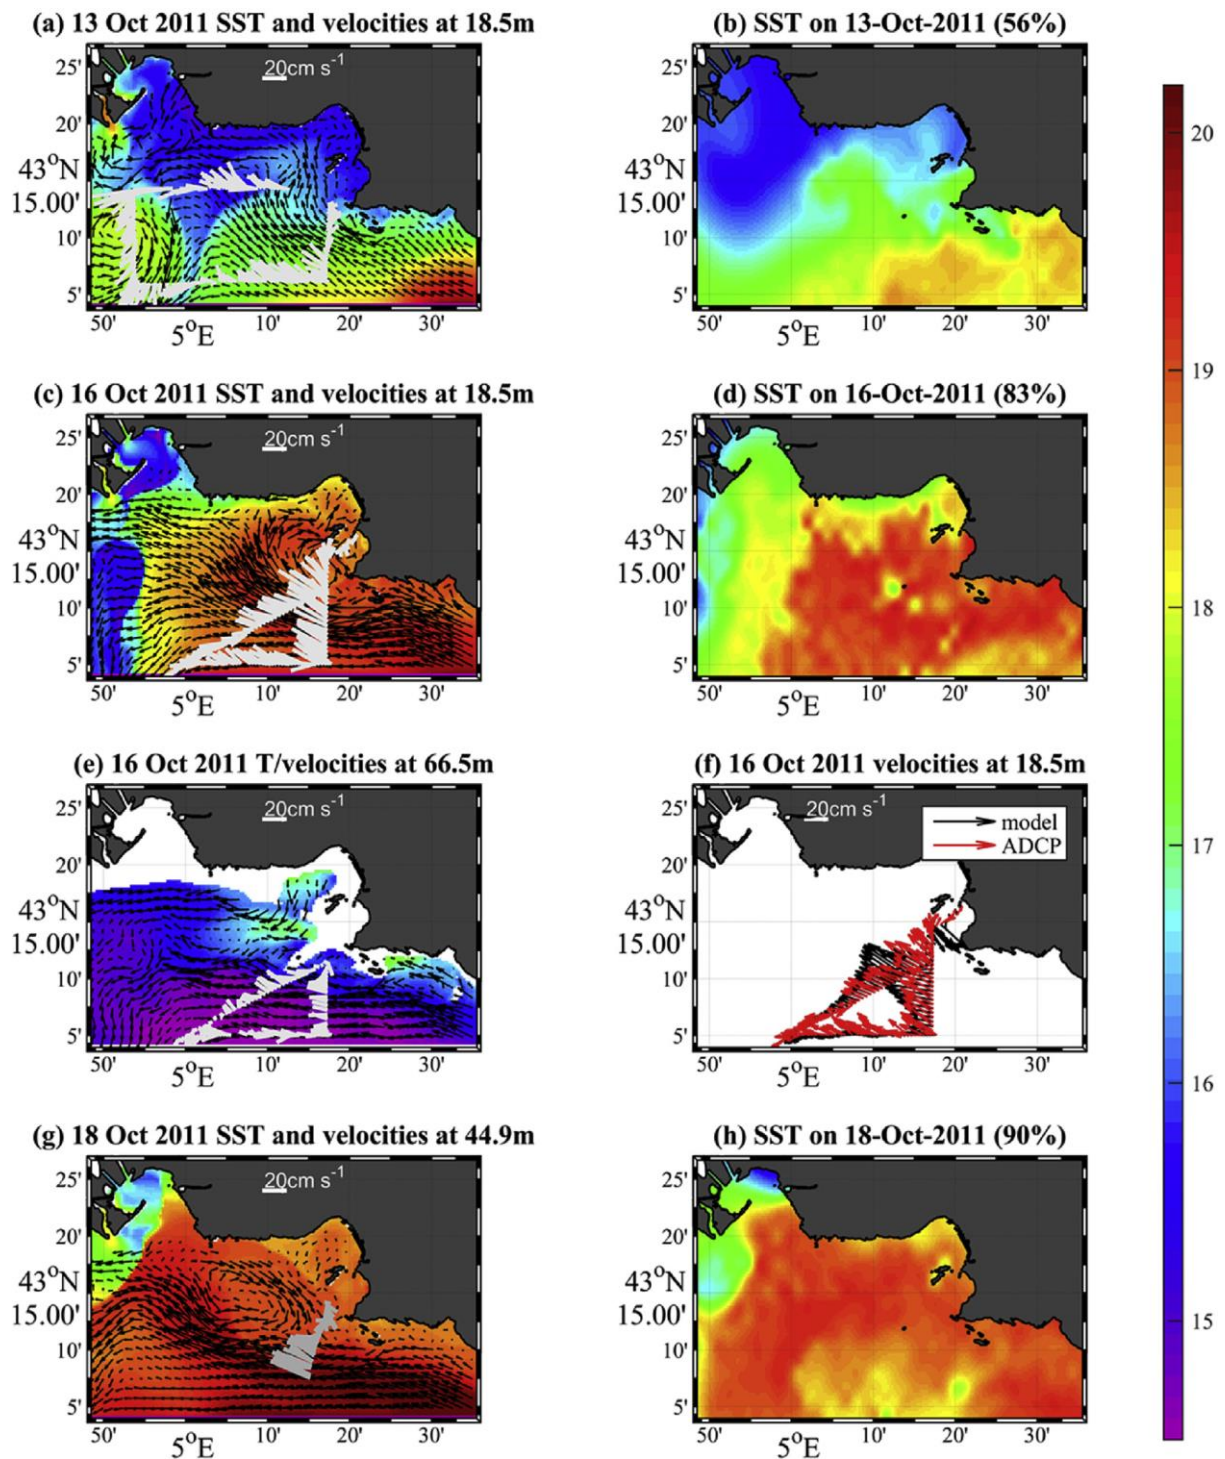 (a) 13 Oct 2011 SST and velocities at 18.5m
25'
20'
43°N
15.00'
10'
5'
50'
5°E
10'
20'
30'
20cm s⁻¹
(b) SST on 13-Oct-2011 (56%)
25'
20'
43°N
15.00'
10'
5'
50'
5°E
10'
20'
30'
(c) 16 Oct 2011 SST and velocities at 18.5m
25'
20'
43°N
15.00'
10'
5'
50'
5°E
10'
20'
30'
20cm s⁻¹
(d) SST on 16-Oct-2011 (83%)
25'
20'
43°N
15.00'
10'
5'
50'
5°E
10'
20'
30'
(e) 16 Oct 2011 T/velocities at 66.5m
25'
20'
43°N
15.00'
10'
5'
50'
5°E
10'
20'
30'
20cm s⁻¹
(f) 16 Oct 2011 velocities at 18.5m
25'
20'
43°N
15.00'
10'
5'
50'
5°E
10'
20'
30'
20cm s⁻¹
model
ADCP
(g) 18 Oct 2011 SST and velocities at 44.9m
25'
20'
43°N
15.00'
10'
5'
50'
5°E
10'
20'
30'
20cm s⁻¹
(h) SST on 18-Oct-2011 (90%)
25'
20'
43°N
15.00'
10'
5'
50'
5°E
10'
20'
30'
20
19
18
17
16
15